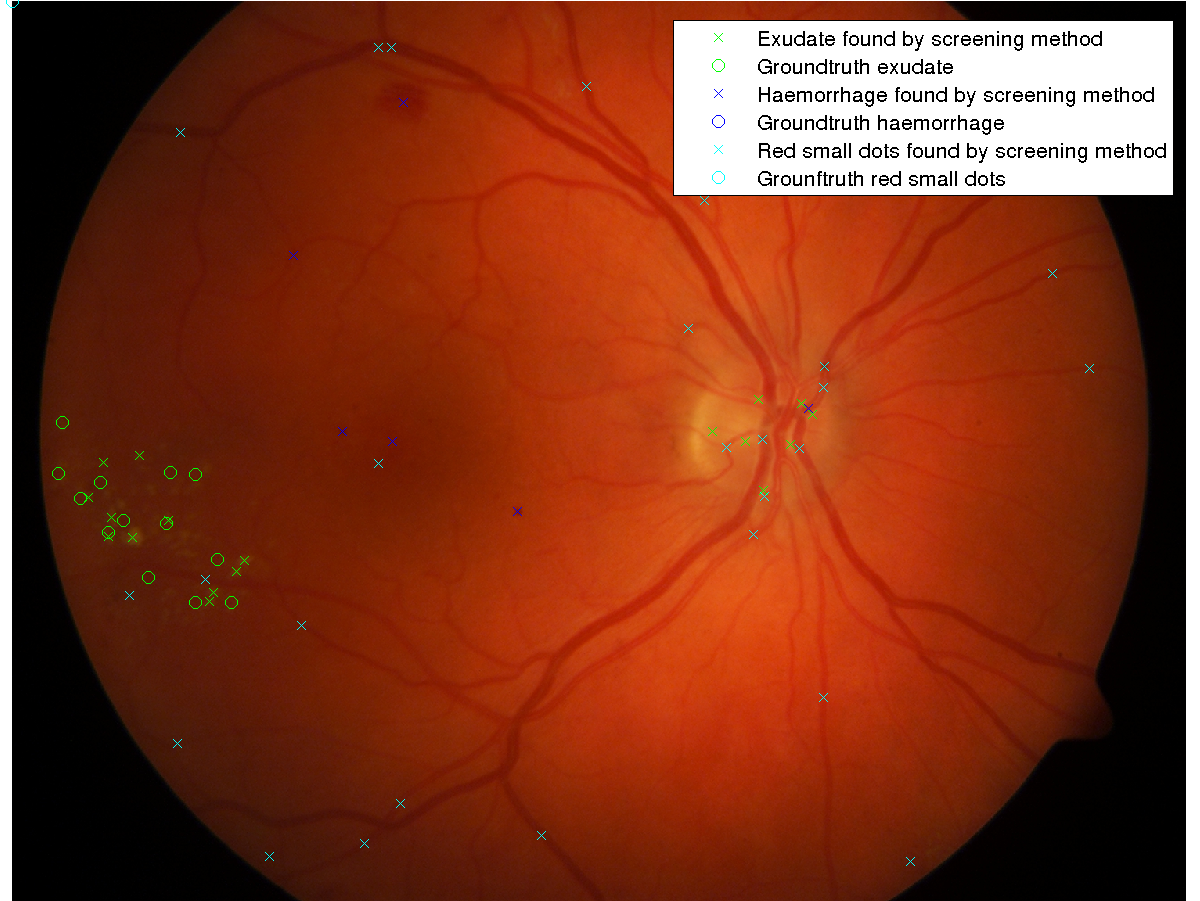 Exudate found by screening method
Groundtruth exudate
Haemorrhage found by screening method
Groundtruth haemorrhage
Red small dots found by screening method
Grounftruth red small dots